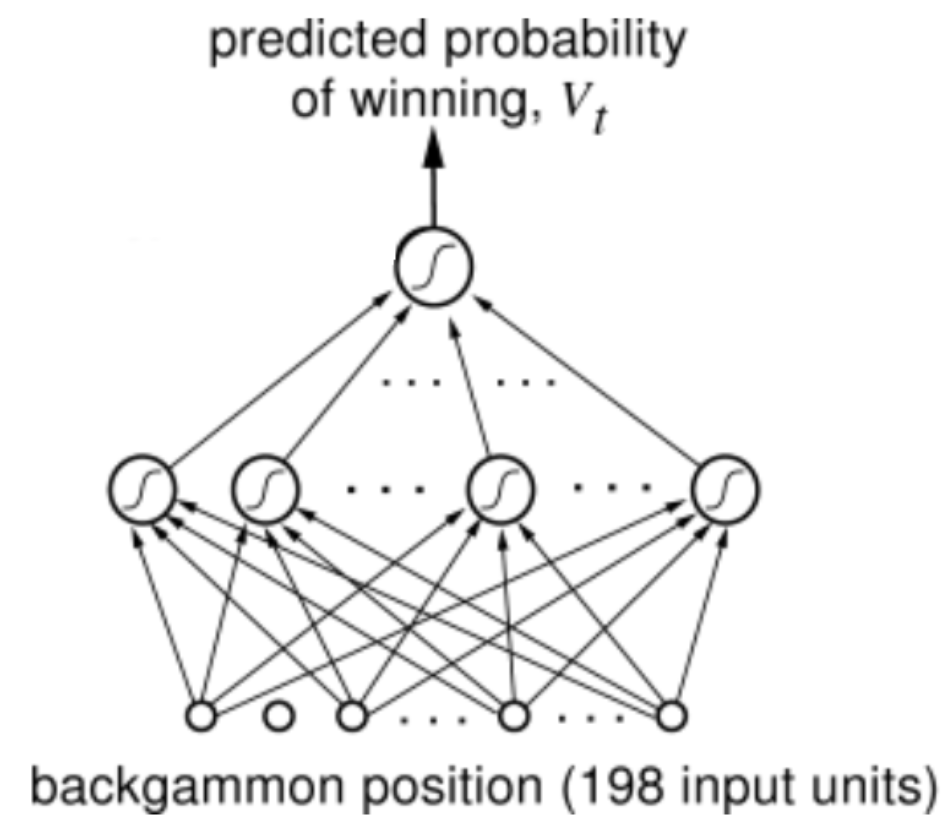 predicted probability
of winning, Vt
backgammon position (198 input units)